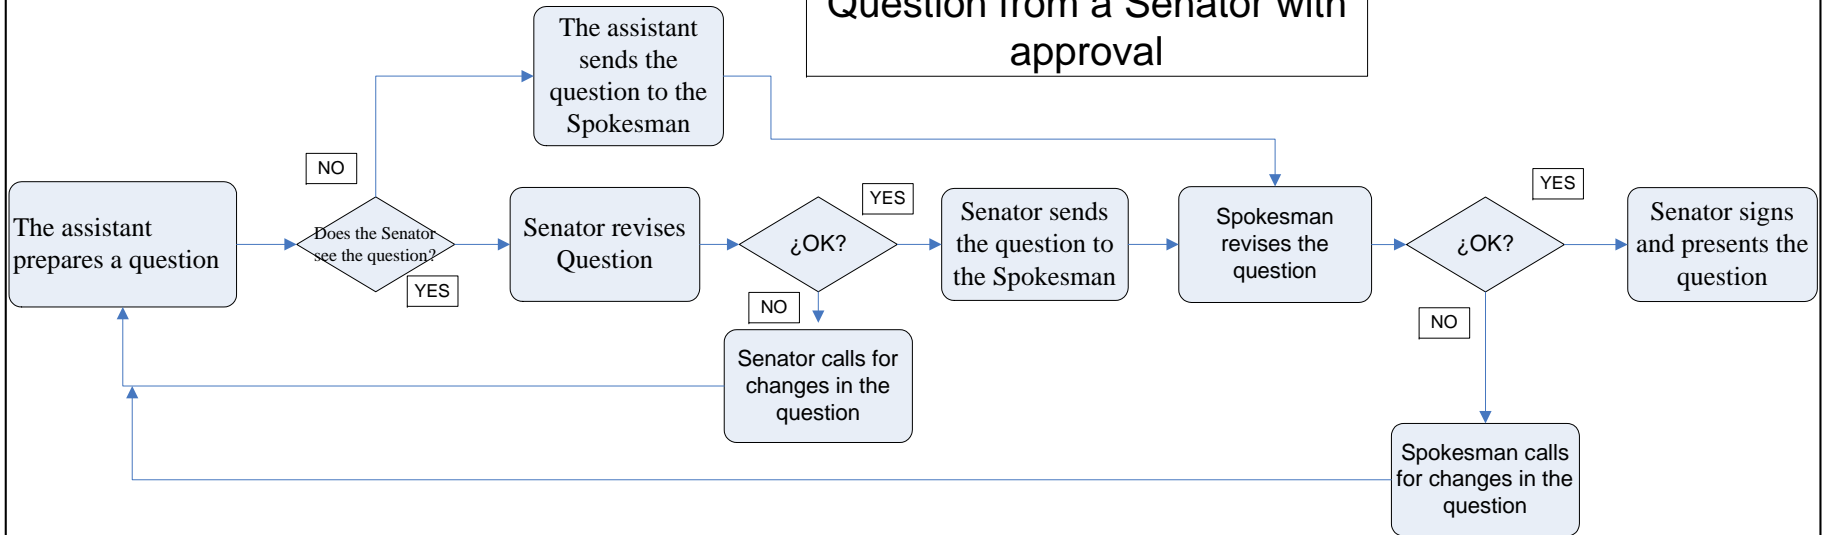 Question from a Senator with
approval
The assistant
sends the
question to the
Spokesman
NO
The assistant
prepares a question
Does the Senator
see the question?
YES
Senator revises
Question
¿OK?
YES
NO
Senator calls for
changes in the
question
Senator sends
the question to
the Spokesman
Spokesman
revises the
question
¿OK?
YES
NO
Senator signs
and presents the
question
Spokesman calls
for changes in the
question